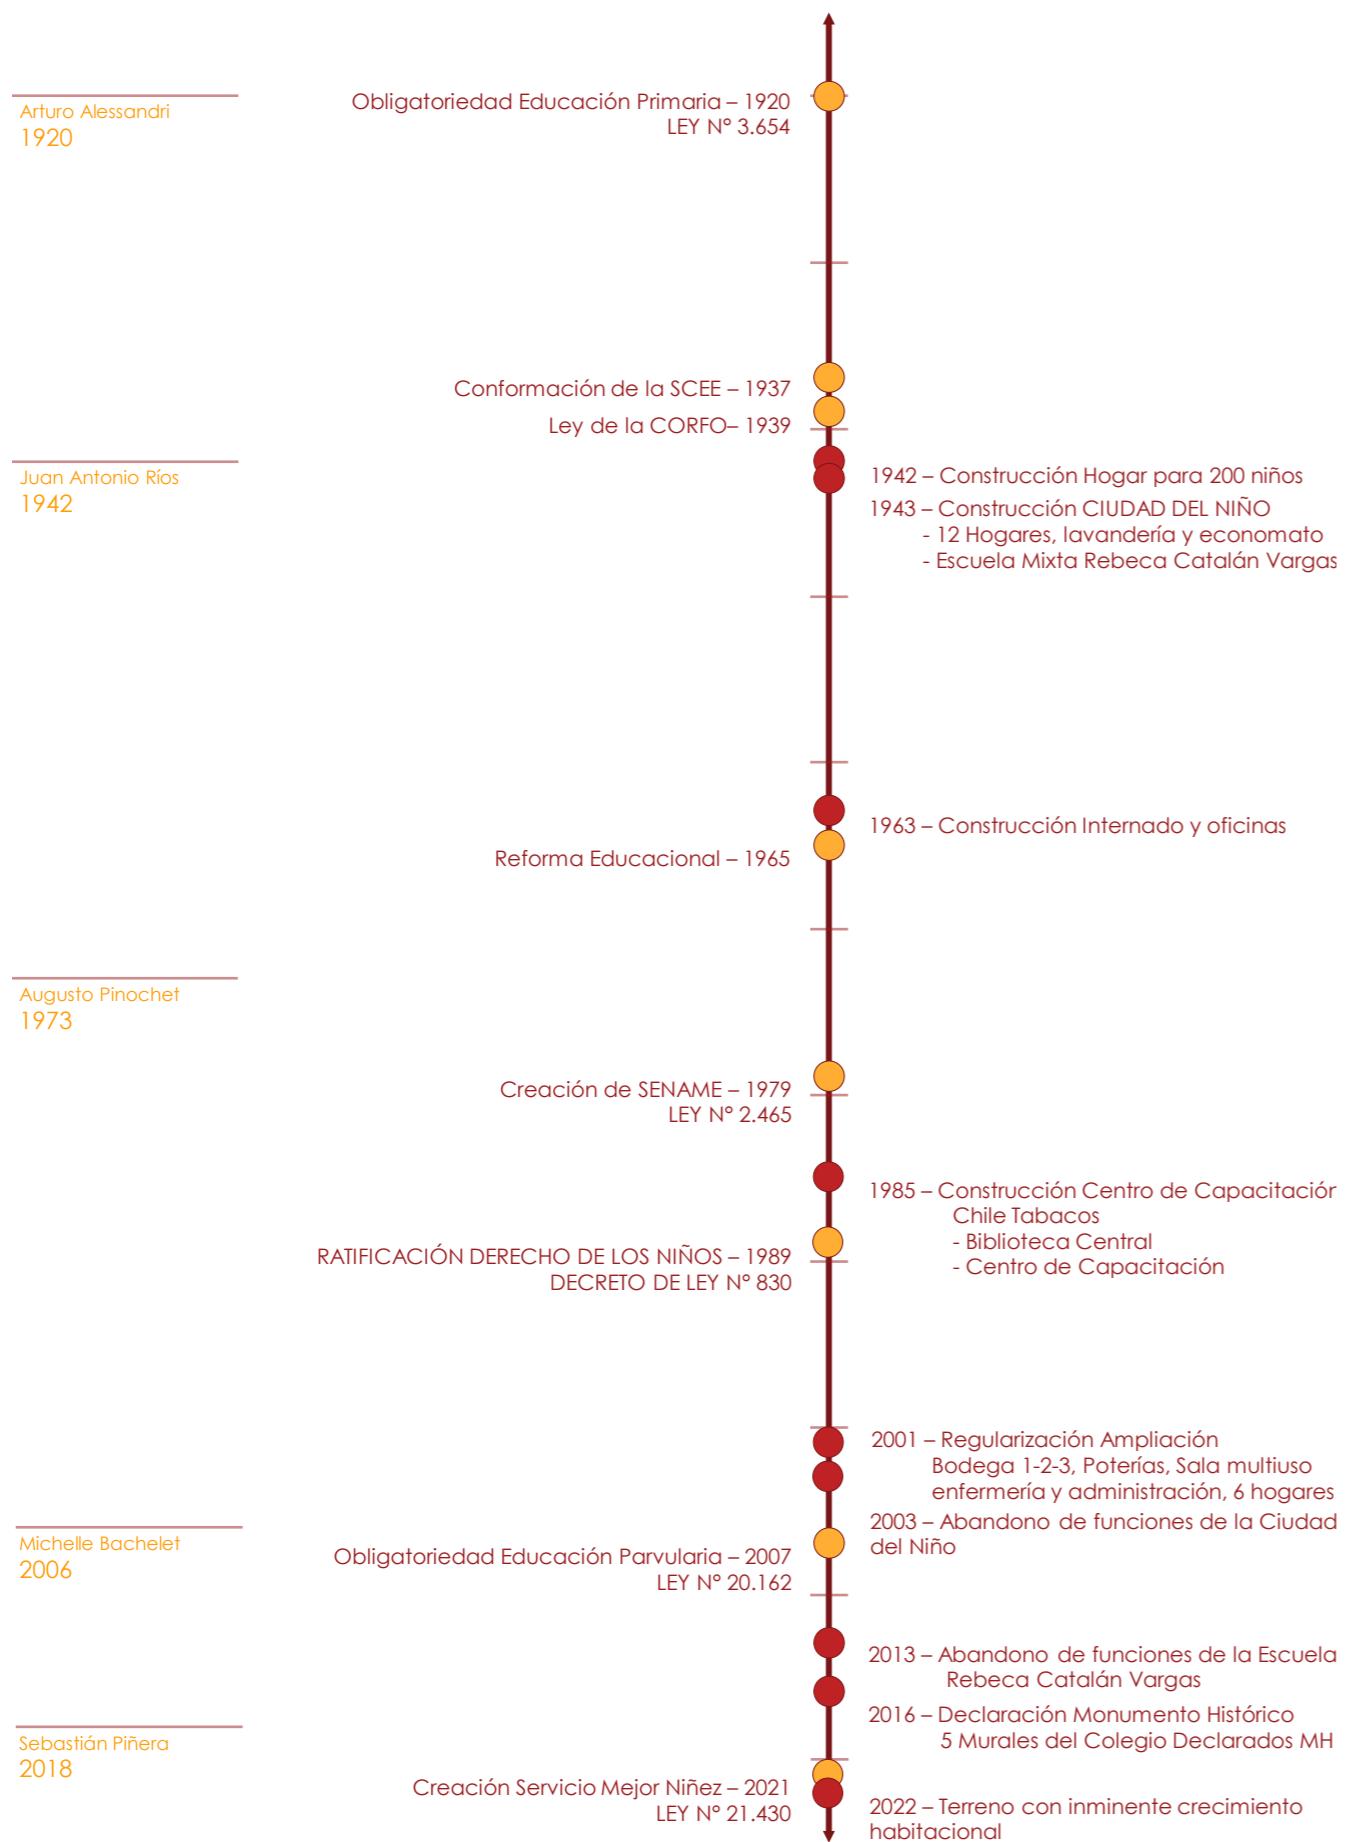 Arturo Alessandri
1920
Obligatoriedad Educación Primaria – 1920
LEY N° 3.654
Conformación de la SCEE – 1937
Ley de la CORFO– 1939
Juan Antonio Ríos
1942
1942 – Construcción Hogar para 200 niños
1943 – Construcción CIUDAD DEL NIÑO
- 12 Hogares, lavandería y economato
- Escuela Mixta Rebeca Catalán Vargas
1963 – Construcción Internado y oficinas
Reforma Educacional – 1965
Augusto Pinochet
1973
Creación de SENAME – 1979
LEY N° 2.465
1985 – Construcción Centro de Capacitación
Chile Tabacos
- Biblioteca Central
- Centro de Capacitación
RATIFICACIÓN DERECHO DE LOS NIÑOS – 1989
DECRETO DE LEY N° 830
2001 – Regularización Ampliación
Bodega 1-2-3, Poterías, Sala multiuso
enfermería y administración, 6 hogares
2003 – Abandono de funciones de la Ciudad
del Niño
Michelle Bachelet
2006
Obligatoriedad Educación Parvularia – 2007
LEY N° 20.162
2013 – Abandono de funciones de la Escuela
Rebeca Catalán Vargas
2016 – Declaración Monumento Histórico
5 Murales del Colegio Declarados MH
Sebastián Piñera
2018
Creación Servicio Mejor Niñez – 2021
LEY N° 21.430
2022 – Terreno con inminente crecimiento
habitacional